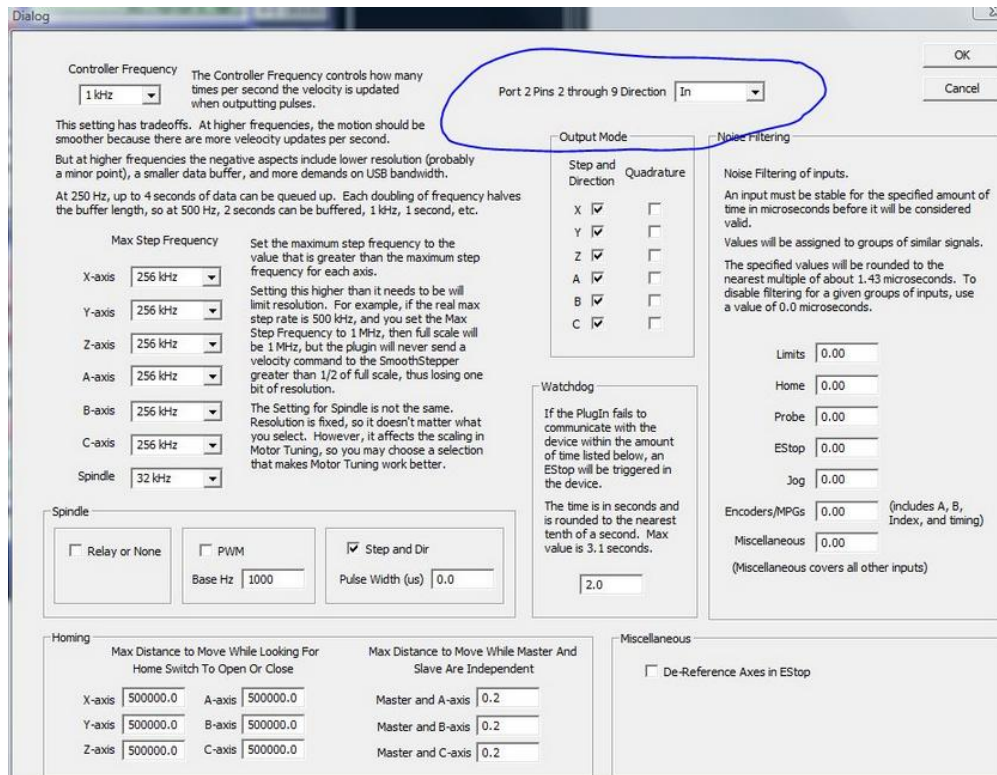 Dialog
OK
Cancel
Controller Frequency
1 kHz
The Controller Frequency controls how many
times per second the velocity is updated
when outputting pulses.
This setting has tradeoffs. At higher frequencies, the motion should be
smoother because there are more veleocity updates per second.
But at higher frequencies the negative aspects include lower resolution (probably
a minor point), a smaller data buffer, and more demands on USB bandwidth.
At 250 Hz, up to 4 seconds of data can be queued up. Each doubling of frequency halves
the buffer length, so at 500 Hz, 2 seconds can be buffered, 1 kHz, 1 second, etc.
Port 2 Pins 2 through 9 Direction In
Max Step Frequency
X-axis 256 kHz
Y-axis 256 kHz
Z-axis 256 kHz
A-axis 256 kHz
B-axis 256 kHz
C-axis 256 kHz
Spindle 32 kHz
Set the maximum step frequency to the
value that is greater than the maximum step
frequency for each axis.
Setting this higher than it needs to be will
limit resolution. For example, if the real max
step rate is 500 kHz, and you set the Max
Step Frequency to 1 MHz, then full scale will
be 1 MHz, but the plugin will never send a
velocity command to the SmoothStepper
greater than 1/2 of full scale, thus losing one
bit of resolution.
The Setting for Spindle is not the same.
Resolution is fixed, so it doesn't matter what
you select. However, it affects the scaling in
Motor Tuning, so you may choose a selection
that makes Motor Tuning work better.
Output Mode
Step and
Direction
Quadrature
X
Y
Z
A
B
C
Watchdog
If the PlugIn fails to
communicate with the
device within the amount
of time listed below, an
EStop will be triggered in
the device.
The time is in seconds and
is rounded to the nearest
tenth of a second. Max
value is 3.1 seconds.
2.0
Noise Filtering
Noise Filtering of inputs.
An input must be stable for the specified amount of
time in microseconds before it will be considered
valid.
Values will be assigned to groups of similar signals.
The specified values will be rounded to the
nearest multiple of about 1.43 microseconds. To
disable filtering for a given groups of inputs, use
a value of 0.0 microseconds.
Limits 0.00
Home 0.00
Probe 0.00
EStop 0.00
Jog 0.00
Encoders/MPGs 0.00 (includes A, B,
Index, and timing)
Miscellaneous 0.00
(Miscellaneous covers all other inputs)
Spindle
Relay or None
PWM
Base Hz 1000
Step and Dir
Pulse Width (us) 0.0
Homing
Max Distance to Move While Looking For
Home Switch To Open Or Close
X-axis 500000.0 A-axis 500000.0
Y-axis 500000.0 B-axis 500000.0
Z-axis 500000.0 C-axis 500000.0
Max Distance to Move While Master And
Slave Are Independent
Master and A-axis 0.2
Master and B-axis 0.2
Master and C-axis 0.2
Miscellaneous
De-Reference Axes in EStop